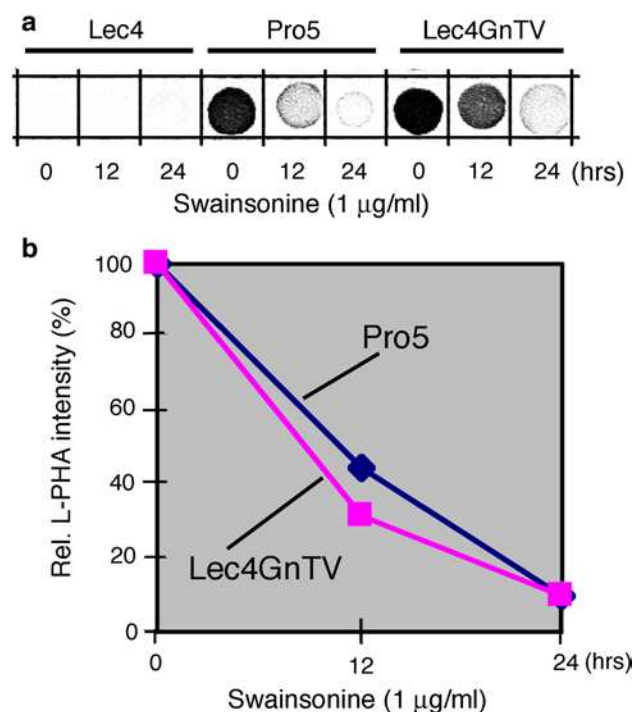 a
Lec4 Pro5 Lec4GnTV
0 12 24 0 12 24 0 12 24 (hrs)
Swainsonine (1 μg/ml)
b
100
80
60
40
20
0
Rel. L-PHA intensity (%)
Pro5
Lec4GnTV
0 12 24 (hrs)
Swainsonine (1 μg/ml)